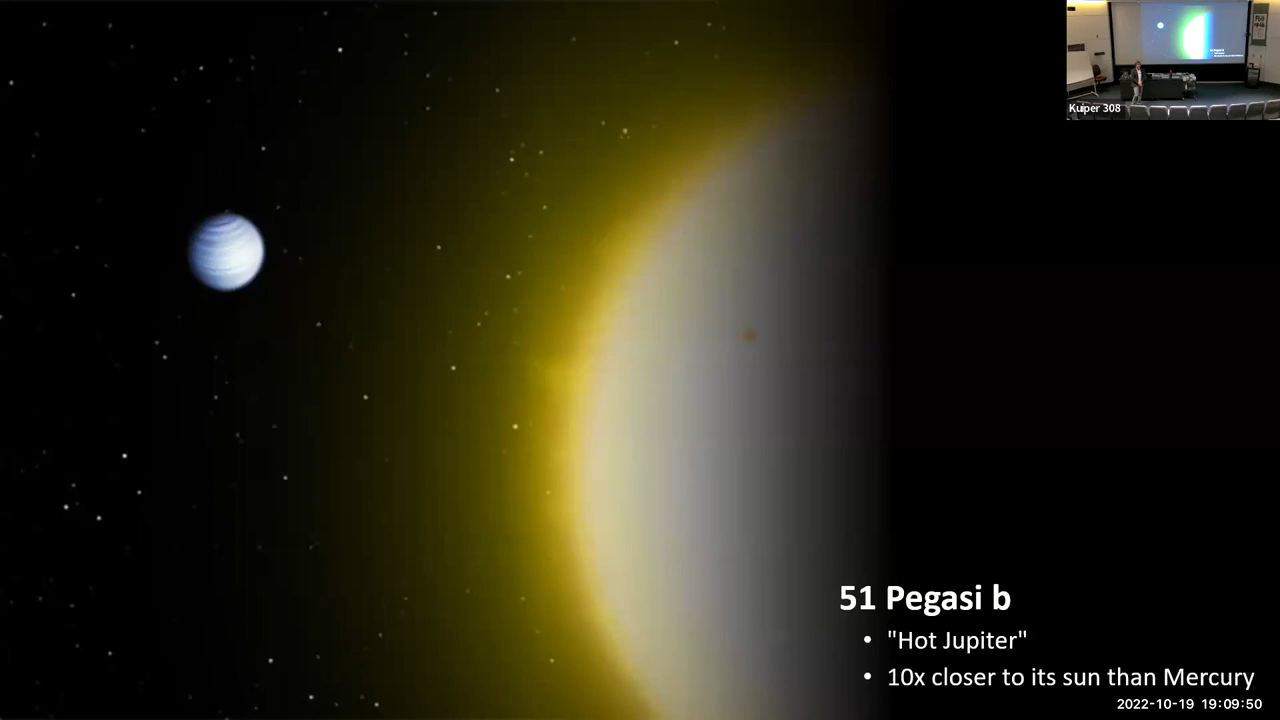 Kuiper 308
51 Pegasi b
• "Hot Jupiter"
• 10x closer to its sun than Mercury
2022-10-19 19:09:50